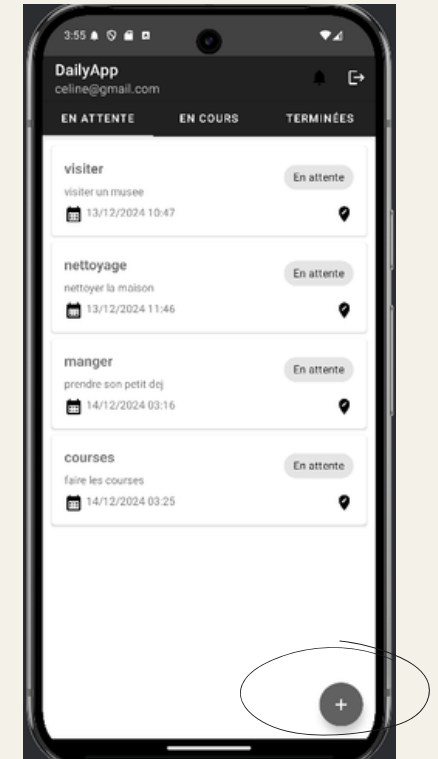 3:55
DailyApp
celine@gmail.com
EN ATTENTE EN COURS TERMINÉES
visiter
En attente
visiter un musee
13/12/2024 10:47
nettoyage
En attente
nettoyer la maison
13/12/2024 11:46
manger
En attente
prendre son petit dej
14/12/2024 03:16
courses
En attente
faire les courses
14/12/2024 03:25
+